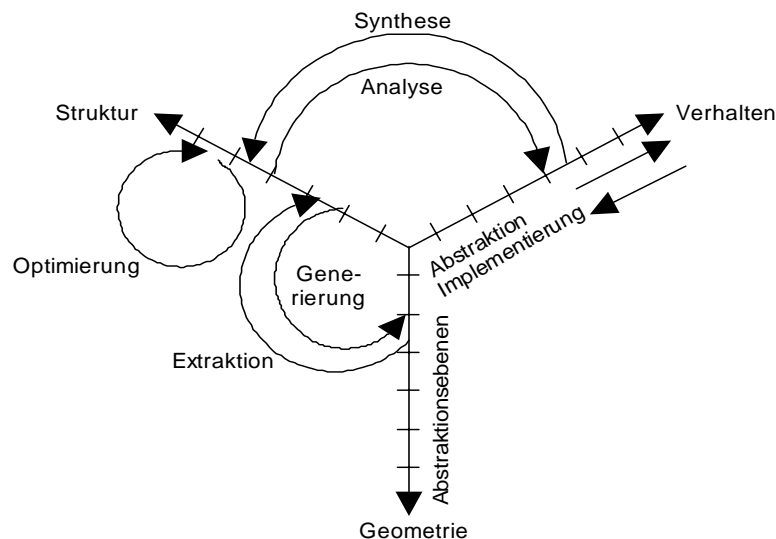 Synthese
Analyse
Struktur
Verhalten
Abstraktion
Implementierung
Optimierung
Gene-
rierung
Extraktion
Abstraktionsebenen
Geometrie